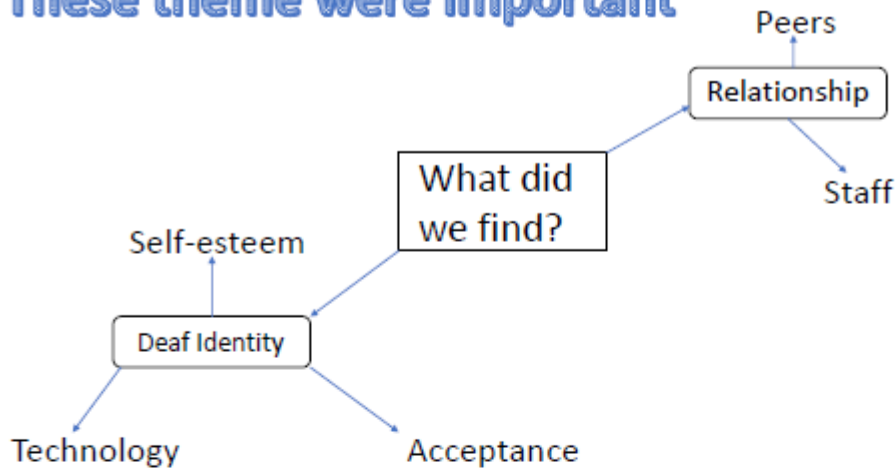 These theme were important
Peers
Relationship
What did
we find?
Staff
Self-esteem
Deaf Identity
Technology
Acceptance